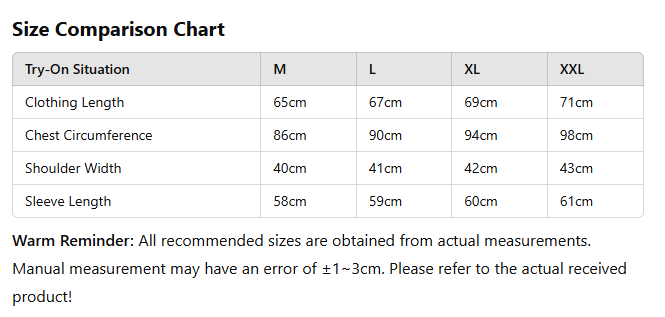 Size Comparison Chart
Try-On Situation M L XL XXL
Clothing Length 65cm 67cm 69cm 71cm
Chest Circumference 86cm 90cm 94cm 98cm
Shoulder Width 40cm 41cm 42cm 43cm
Sleeve Length 58cm 59cm 60cm 61cm
Warm Reminder: All recommended sizes are obtained from actual measurements.
Manual measurement may have an error of ±1~3cm. Please refer to the actual received
product!